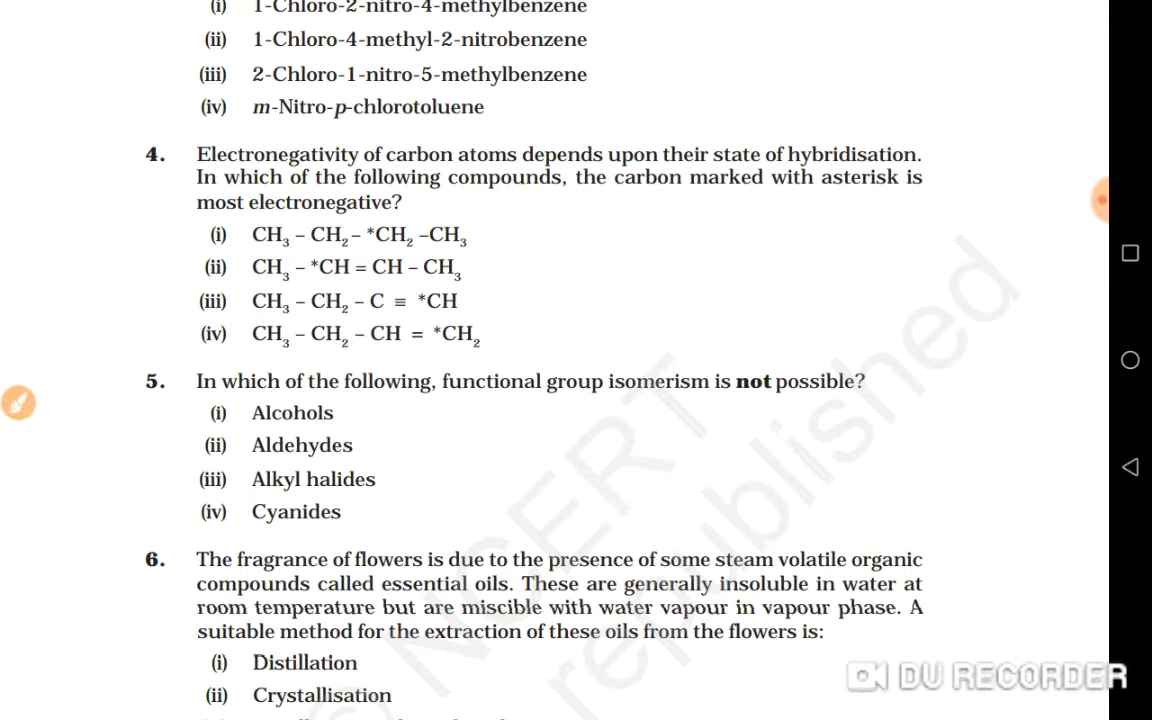 (i) 1-Chloro-2-nitro-4-methylbenzene
(ii) 1-Chloro-4-methyl-2-nitrobenzene
(iii) 2-Chloro-1-nitro-5-methylbenzene
(iv) m-Nitro-p-chlorotoluene
4. Electronegativity of carbon atoms depends upon their state of hybridisation.
In which of the following compounds, the carbon marked with asterisk is
most electronegative?
(i) CH₃ – CH₂ – *CH₂ –CH₃
(ii) CH₃ – *CH = CH – CH₃
(iii) CH₃ – CH₂ – C ≡ *CH
(iv) CH₃ – CH₂ – CH = *CH₂
5. In which of the following, functional group isomerism is not possible?
(i) Alcohols
(ii) Aldehydes
(iii) Alkyl halides
(iv) Cyanides
6. The fragrance of flowers is due to the presence of some steam volatile organic
compounds called essential oils. These are generally insoluble in water at
room temperature but are miscible with water vapour in vapour phase. A
suitable method for the extraction of these oils from the flowers is:
(i) Distillation
(ii) Crystallisation
© NCERT
republished
DU RECORDER